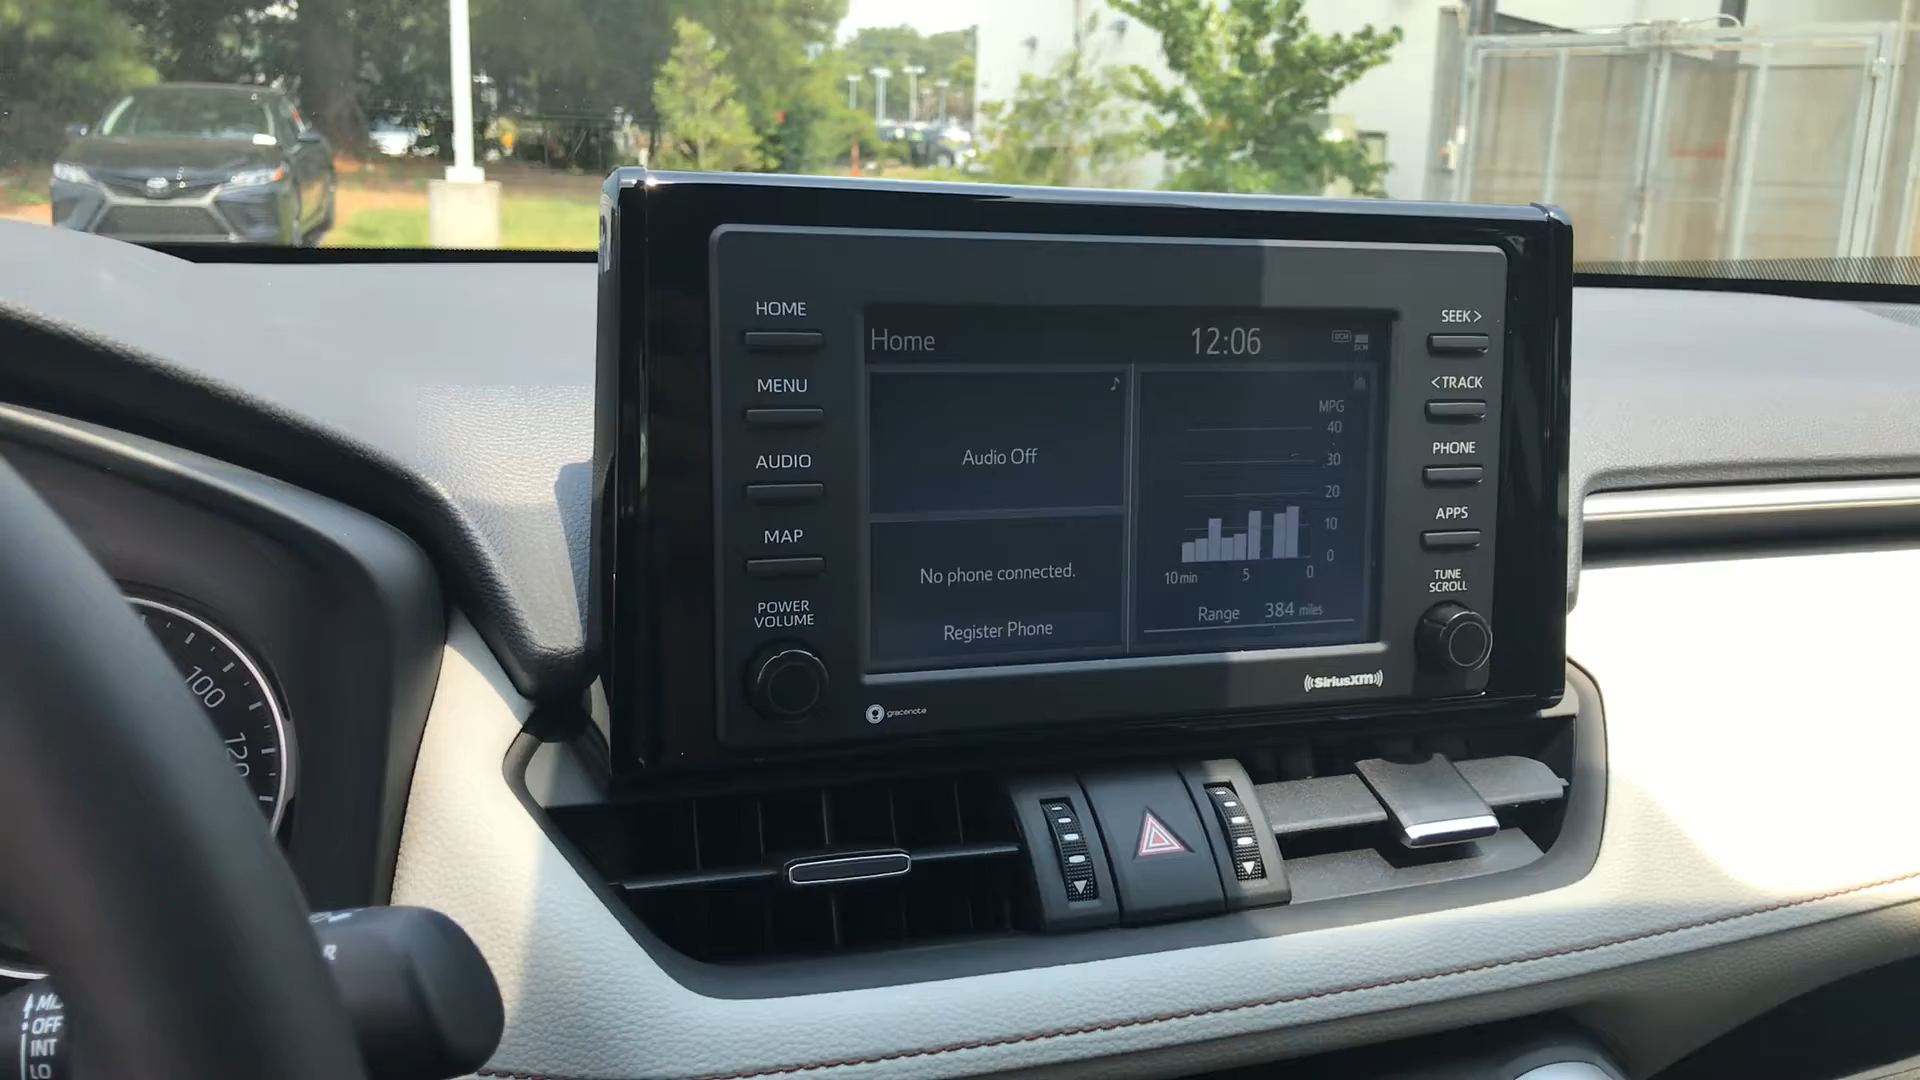 HOME
MENU
AUDIO
MAP
POWER
VOLUME
Home
12:06
Audio Off
No phone connected.
Register Phone
MPG
40
30
20
10
0
10 min
5
0
Range 384 miles
SEEK>
<TRACK
PHONE
APPS
TUNE
SCROLL
gracenote
((SiriusXM))
100
120
OFF
INT
LO